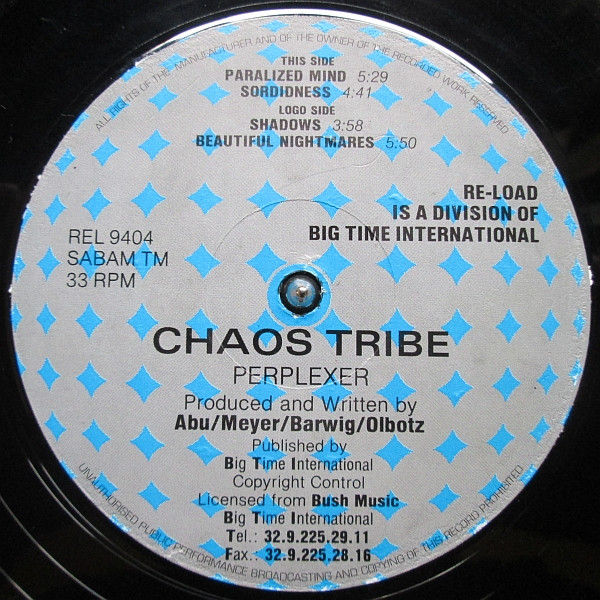 ALL RIGHTS OF THE MANUFACTURER AND OF THE OWNER OF THE RECORDED WORK RESERVED
THIS SIDE
PARALIZED MIND 5:29
SORDIDNESS 4:41
LOGO SIDE
SHADOWS 3:58
BEAUTIFUL NIGHTMARES 5:50
RE-LOAD
IS A DIVISION OF
BIG TIME INTERNATIONAL
REL 9404
SABAM TM
33 RPM
CHAOS TRIBE
PERPLEXER
Produced and Written by
Abu/Meyer/Barwig/Olbotz
Published by
Big Time International
Copyright Control
Licensed from Bush Music
Big Time International
Tel.: 32.9.225.29.11
Fax.: 32.9.225.28.16
UNAUTHORISED PUBLIC PERFORMANCE BROADCASTING AND COPYING OF THIS RECORD PROHIBITED